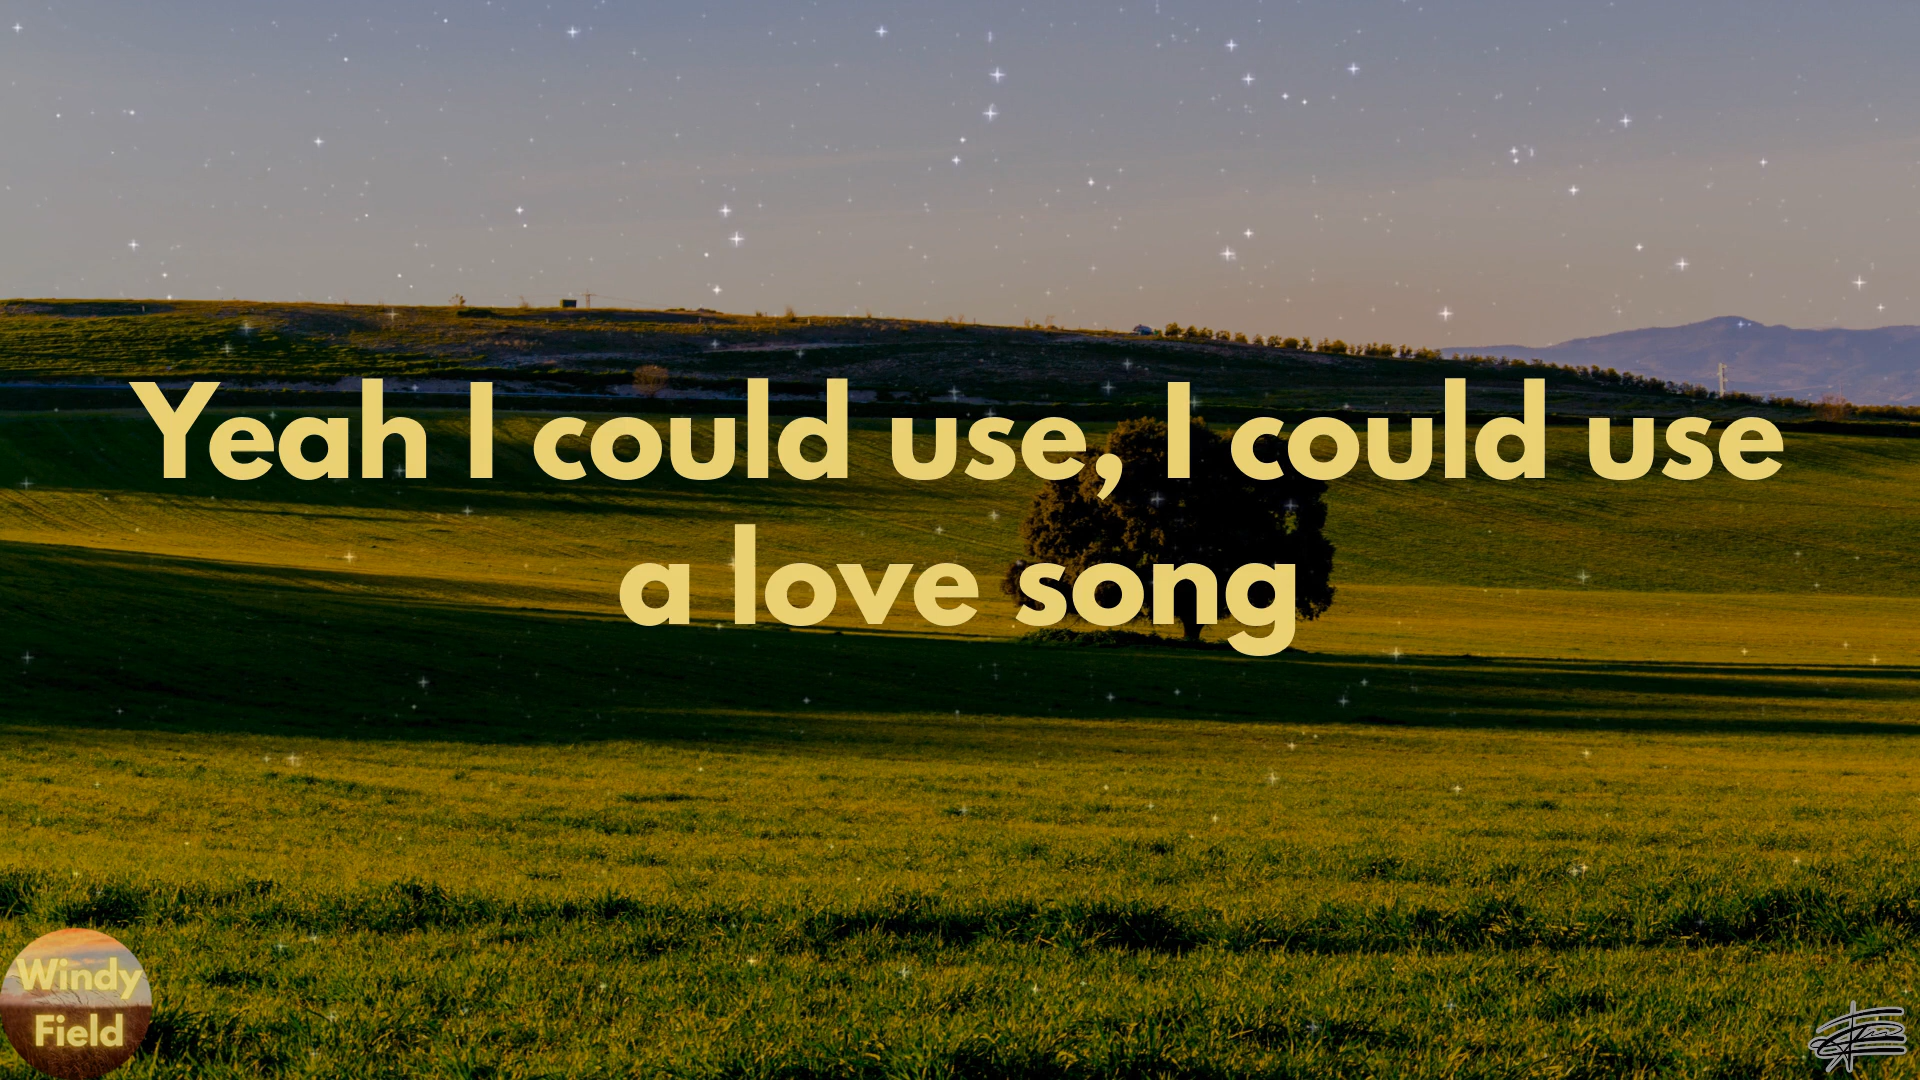 Yeah I could use, I could use
a love song
Windy
Field